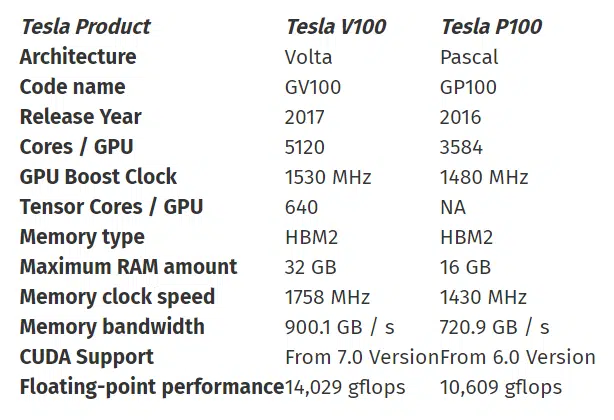 Tesla Product Tesla V100 Tesla P100
Architecture Volta Pascal
Code name GV100 GP100
Release Year 2017 2016
Cores / GPU 5120 3584
GPU Boost Clock 1530 MHz 1480 MHz
Tensor Cores / GPU 640 NA
Memory type HBM2 HBM2
Maximum RAM amount 32 GB 16 GB
Memory clock speed 1758 MHz 1430 MHz
Memory bandwidth 900.1 GB / s 720.9 GB / s
CUDA Support From 7.0 Version From 6.0 Version
Floating-point performance 14,029 gflops 10,609 gflops